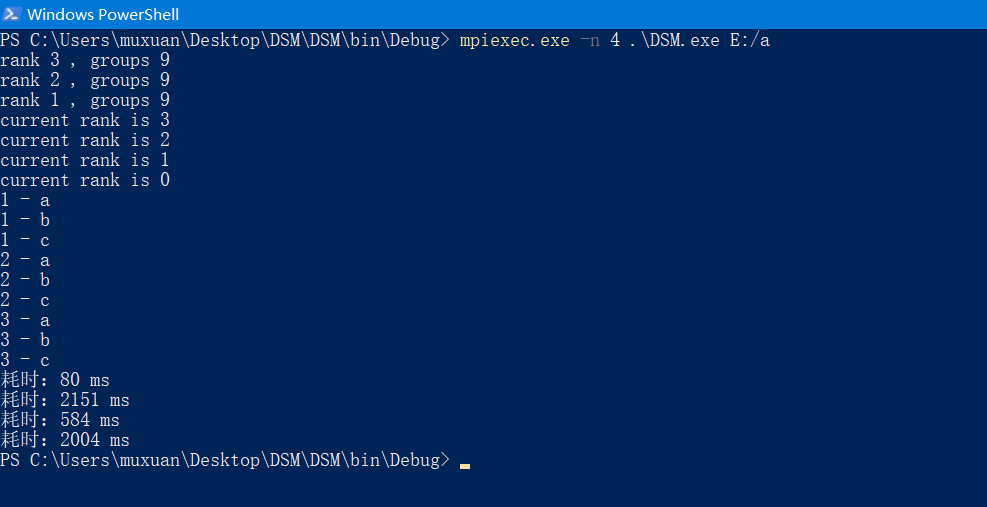 Windows PowerShell
PS C:\Users\muxuan\Desktop\DSM\DSM\bin\Debug> mpiexec.exe -n 4 .\DSM.exe E:/a
rank 3 , groups 9
rank 2 , groups 9
rank 1 , groups 9
current rank is 3
current rank is 2
current rank is 1
current rank is 0
1 - a
1 - b
1 - c
2 - a
2 - b
2 - c
3 - a
3 - b
3 - c
耗时：80 ms
耗时：2151 ms
耗时：584 ms
耗时：2004 ms
PS C:\Users\muxuan\Desktop\DSM\DSM\bin\Debug>